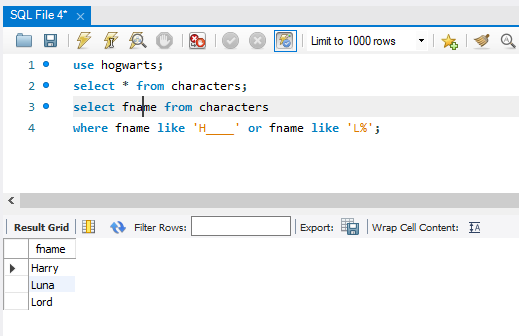 SQL File 4*
Limit to 1000 rows
1 use hogwarts;
2 select * from characters;
3 select fname from characters
4 where fname like 'H____' or fname like 'L%';
Result Grid Filter Rows: Export: Wrap Cell Content: IA
fname
Harry
Luna
Lord